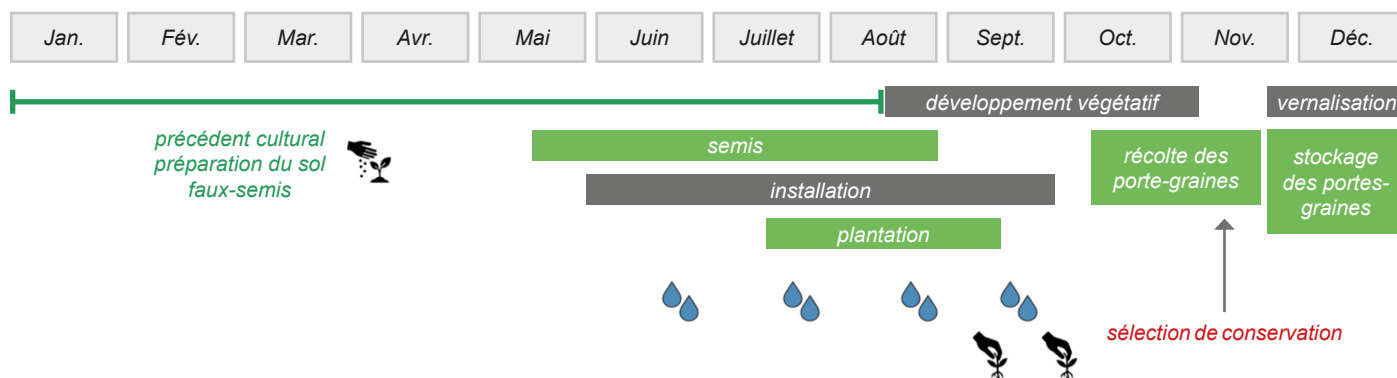 Jan. Fév. Mar. Avr. Mai Juin Juillet Août Sept. Oct. Nov. Déc.
développement végétatif
vernalisation
précédent cultural
préparation du sol
faux-semis
semis
installation
plantation
récolte des
porte-graines
stockage
des portes-
graines
sélection de conservation